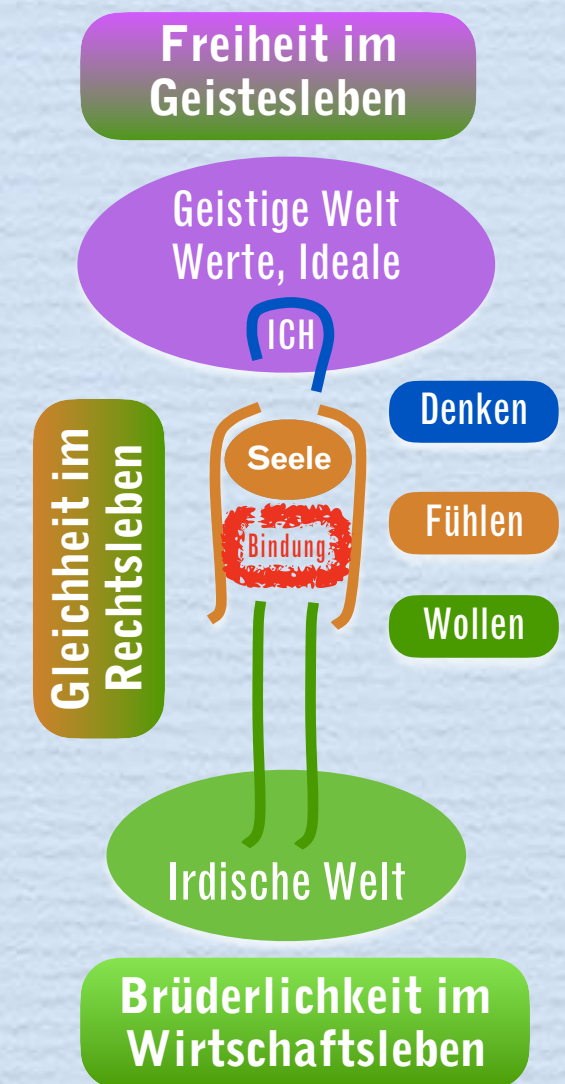 Freiheit im
Geistesleben
Geistige Welt
Werte, Ideale
ICH
Denken
Seele
Fühlen
Bindung
Wollen
Gleichheit im
Rechtsleben
Irdische Welt
Brüderlichkeit im
Wirtschaftsleben